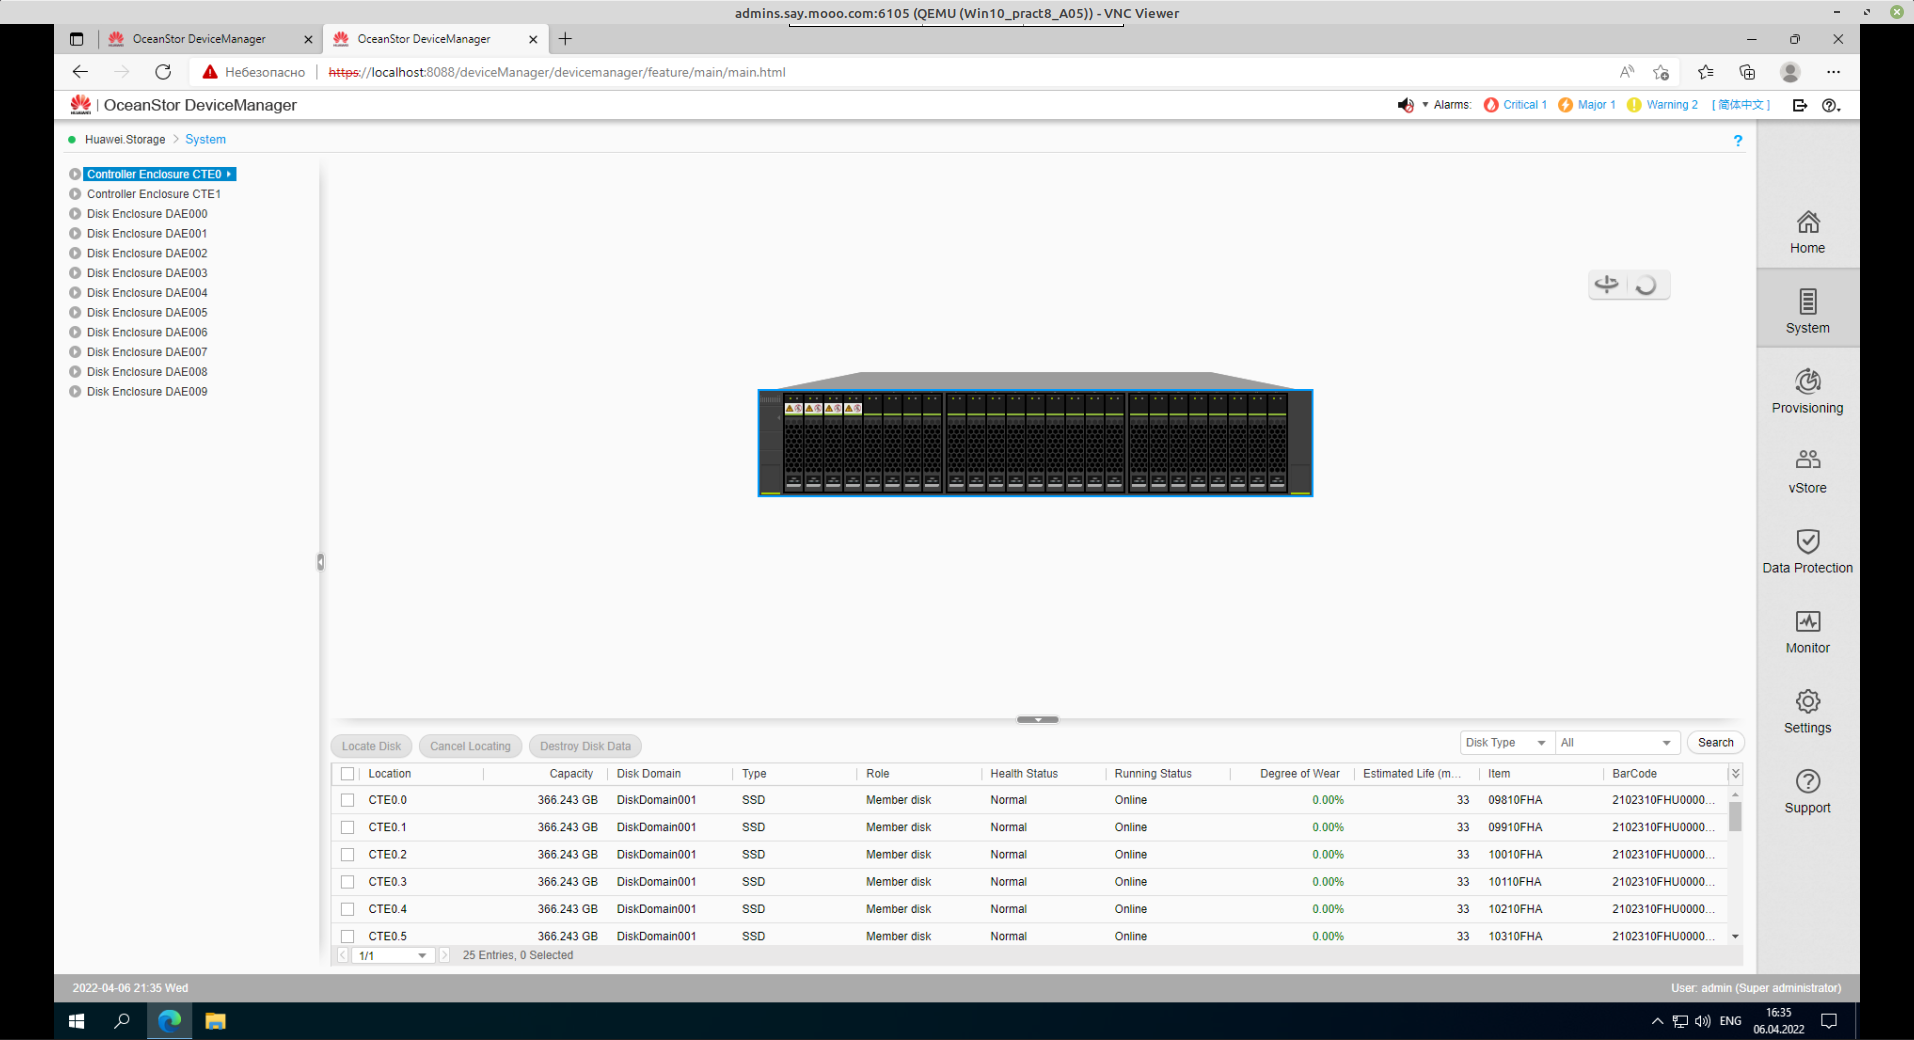 admins.say.mooo.com:6105 (QEMU (Win10_pract8_A05)) - VNC Viewer
OceanStor DeviceManager
OceanStor DeviceManager
Небезопасно
https://localhost:8088/deviceManager/devicemanager/feature/main/main.html
HUAWEI
OceanStor DeviceManager
Alarms:
Critical 1
Major 1
Warning 2
[ 简体中文 ]
Huawei.Storage
System
?
Controller Enclosure CTE0
Controller Enclosure CTE1
Disk Enclosure DAE000
Disk Enclosure DAE001
Disk Enclosure DAE002
Disk Enclosure DAE003
Disk Enclosure DAE004
Disk Enclosure DAE005
Disk Enclosure DAE006
Disk Enclosure DAE007
Disk Enclosure DAE008
Disk Enclosure DAE009
Home
System
Provisioning
vStore
Data Protection
Monitor
Settings
Support
Locate Disk
Cancel Locating
Destroy Disk Data
Disk Type
All
Search
Location Capacity Disk Domain Type Role Health Status Running Status Degree of Wear Estimated Life (m... Item BarCode
CTE0.0 366.243 GB DiskDomain001 SSD Member disk Normal Online 0.00% 33 09810FHA 2102310FHU0000...
CTE0.1 366.243 GB DiskDomain001 SSD Member disk Normal Online 0.00% 33 09910FHA 2102310FHU0000...
CTE0.2 366.243 GB DiskDomain001 SSD Member disk Normal Online 0.00% 33 10010FHA 2102310FHU0000...
CTE0.3 366.243 GB DiskDomain001 SSD Member disk Normal Online 0.00% 33 10110FHA 2102310FHU0000...
CTE0.4 366.243 GB DiskDomain001 SSD Member disk Normal Online 0.00% 33 10210FHA 2102310FHU0000...
CTE0.5 366.243 GB DiskDomain001 SSD Member disk Normal Online 0.00% 33 10310FHA 2102310FHU0000...
1/1
25 Entries, 0 Selected
2022-04-06 21:35 Wed
User: admin (Super administrator)
ENG
16:35
06.04.2022